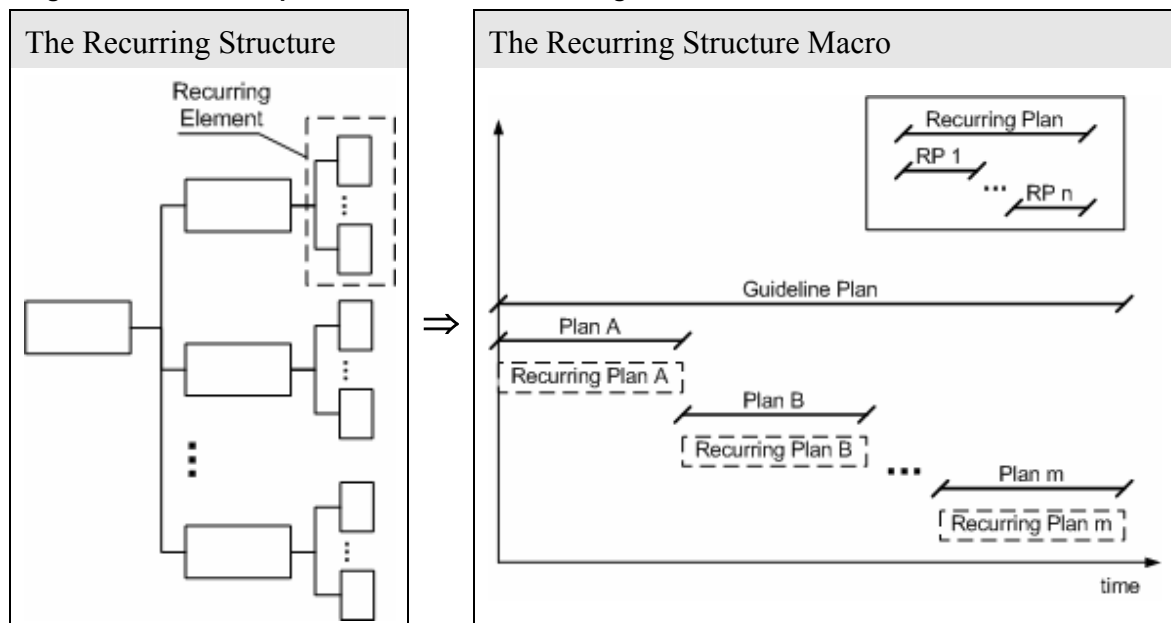 The Recurring Structure
Recurring
Element
⇒
The Recurring Structure Macro
Recurring Plan
RP 1
...
RP n
Guideline Plan
Plan A
Recurring Plan A
Plan B
Recurring Plan B
...
Plan m
Recurring Plan m
time